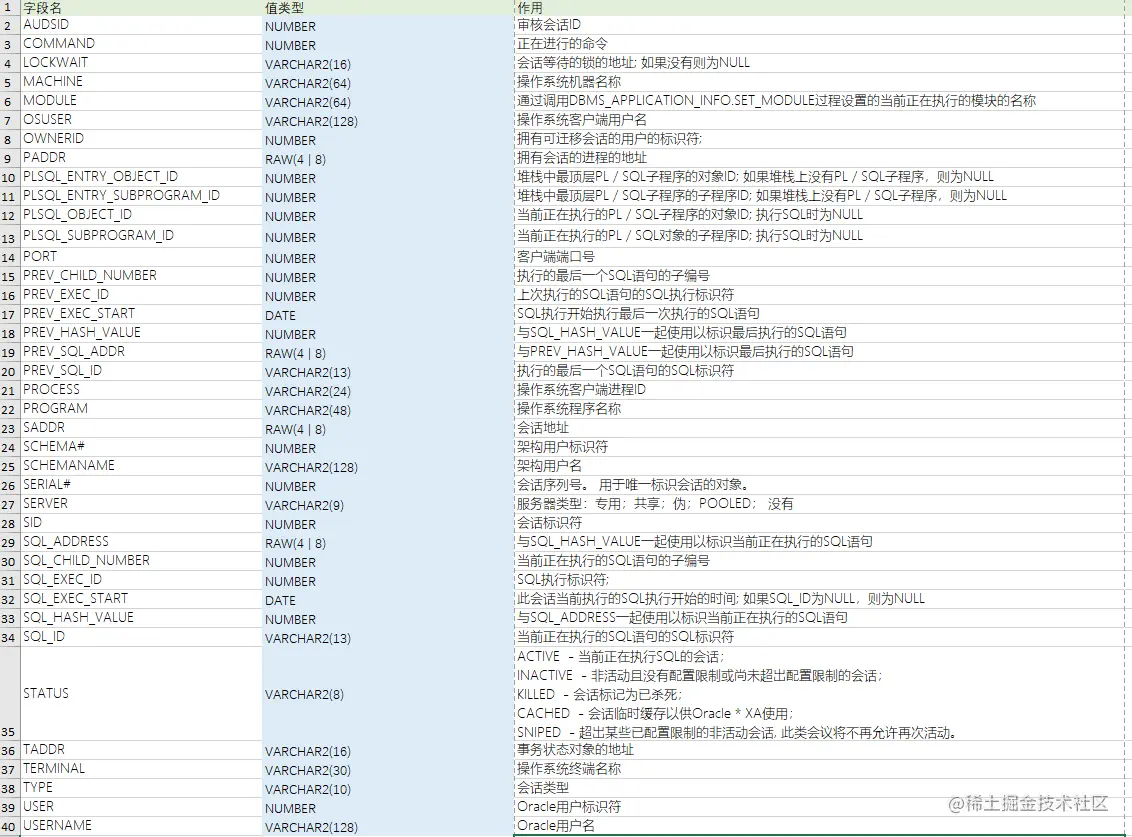 1 字段名 值类型 作用
2 AUDSID NUMBER 审核会话ID
3 COMMAND NUMBER 正在进行的命令
4 LOCKWAIT VARCHAR2(16) 会话等待的锁的地址; 如果没有则为NULL
5 MACHINE VARCHAR2(64) 操作系统机器名称
6 MODULE VARCHAR2(64) 通过调用DBMS_APPLICATION_INFO.SET_MODULE过程设置的当前正在执行的模块的名称
7 OSUSER VARCHAR2(128) 操作系统客户端用户名
8 OWNERID NUMBER 拥有可迁移会话的用户的标识符;
9 PADDR RAW(4 | 8) 拥有会话的进程的地址
10 PLSQL_ENTRY_OBJECT_ID NUMBER 堆栈中最顶层PL / SQL子程序的对象ID; 如果堆栈上没有PL / SQL子程序，则为NULL
11 PLSQL_ENTRY_SUBPROGRAM_ID NUMBER 堆栈中最顶层PL / SQL子程序的子程序ID; 如果堆栈上没有PL / SQL子程序，则为NULL
12 PLSQL_OBJECT_ID NUMBER 当前正在执行的PL / SQL子程序的对象ID; 执行SQL时为NULL
13 PLSQL_SUBPROGRAM_ID NUMBER 当前正在执行的PL / SQL对象的子程序ID; 执行SQL时为NULL
14 PORT NUMBER 客户端端口号
15 PREV_CHILD_NUMBER NUMBER 执行的最后一个SQL语句的子编号
16 PREV_EXEC_ID NUMBER 上次执行的SQL语句的SQL执行标识符
17 PREV_EXEC_START DATE SQL执行开始执行最后一次执行的SQL语句
18 PREV_HASH_VALUE NUMBER 与SQL_HASH_VALUE一起使用以标识最后执行的SQL语句
19 PREV_SQL_ADDR RAW(4 | 8) 与PREV_HASH_VALUE一起使用以标识最后执行的SQL语句
20 PREV_SQL_ID VARCHAR2(13) 执行的最后一个SQL语句的SQL标识符
21 PROCESS VARCHAR2(24) 操作系统客户端进程ID
22 PROGRAM VARCHAR2(48) 操作系统程序名称
23 SADDR RAW(4 | 8) 会话地址
24 SCHEMA# NUMBER 架构用户标识符
25 SCHEMANAME VARCHAR2(128) 架构用户名
26 SERIAL# NUMBER 会话序列号。 用于唯一标识会话的对象。
27 SERVER VARCHAR2(9) 服务器类型：专用；共享；伪；POOLED； 没有
28 SID NUMBER 会话标识符
29 SQL_ADDRESS RAW(4 | 8) 与SQL_HASH_VALUE一起使用以标识当前正在执行的SQL语句
30 SQL_CHILD_NUMBER NUMBER 当前正在执行的SQL语句的子编号
31 SQL_EXEC_ID NUMBER SQL执行标识符;
32 SQL_EXEC_START DATE 此会话当前执行的SQL执行开始的时间; 如果SQL_ID为NULL，则为NULL
33 SQL_HASH_VALUE NUMBER 与SQL_ADDRESS一起使用以标识当前正在执行的SQL语句
34 SQL_ID VARCHAR2(13) 当前正在执行的SQL语句的SQL标识符
ACTIVE - 当前正在执行SQL的会话；
INACTIVE - 非活动且没有配置限制或尚未超出配置限制的会话；
STATUS VARCHAR2(8) KILLED - 会话标记为已杀死；
CACHED - 会话临时缓存以供Oracle * XA使用；
35 SNIPED - 超出某些已配置限制的非活动会话, 此类会议将不再允许再次活动。
36 TADDR VARCHAR2(16) 事务状态对象的地址
37 TERMINAL VARCHAR2(30) 操作系统终端名称
38 TYPE VARCHAR2(10) 会话类型
39 USER NUMBER Oracle用户标识符
@稀土掘金技术社区
40 USERNAME VARCHAR2(128) Oracle用户名